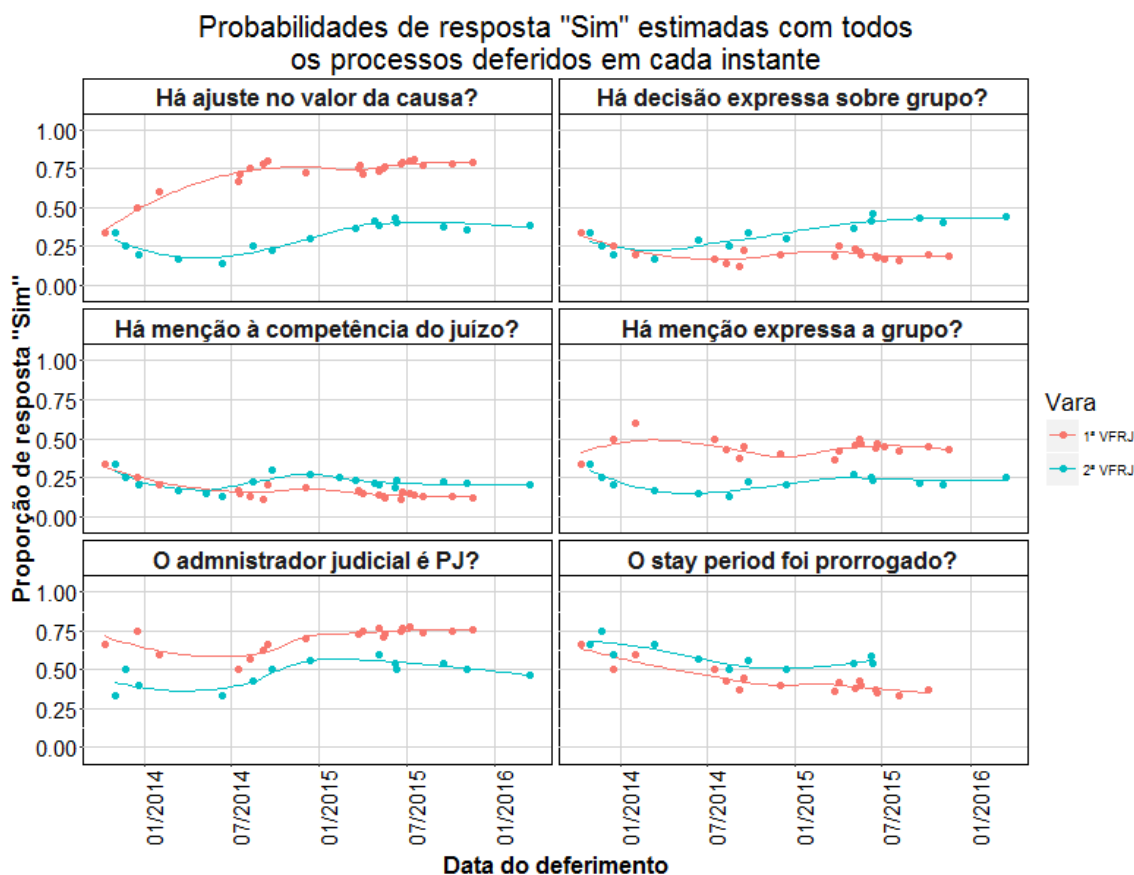 Probabilidades de resposta "Sim" estimadas com todos
os processos deferidos em cada instante
Há ajuste no valor da causa?
Há decisão expressa sobre grupo?
1.00
0.75
0.50
0.25
0.00
Há menção à competência do juízo?
Há menção expressa a grupo?
1.00
0.75
0.50
0.25
0.00
O admnistrador judicial é PJ?
O stay period foi prorrogado?
1.00
0.75
0.50
0.25
0.00
Proporção de resposta "Sim"
01/2014
07/2014
01/2015
07/2015
01/2016
01/2014
07/2014
01/2015
07/2015
01/2016
Data do deferimento
Vara
1ª VFRJ
2ª VFRJ